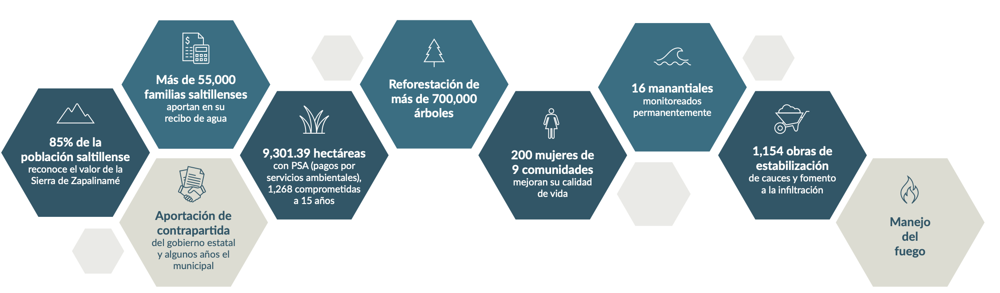 85% de la
población saltillense
reconoce el valor de la
Sierra de Zapalinamé
Más de 55,000
familias saltillenses
aportan en su
recibo de agua
$
Aportación de
contrapartida
del gobierno estatal
y algunos años el
municipal
9,301.39 hectáreas
con PSA (pagos por
servicios ambientales),
1,268 comprometidas
a 15 años
Reforestación de
más de 700,000
árboles
200 mujeres de
9 comunidades
mejoran su calidad
de vida
16 manantiales
monitoreados
permanentemente
1,154 obras de
estabilización
de cauces y fomento
a la infiltración
Manejo
del
fuego